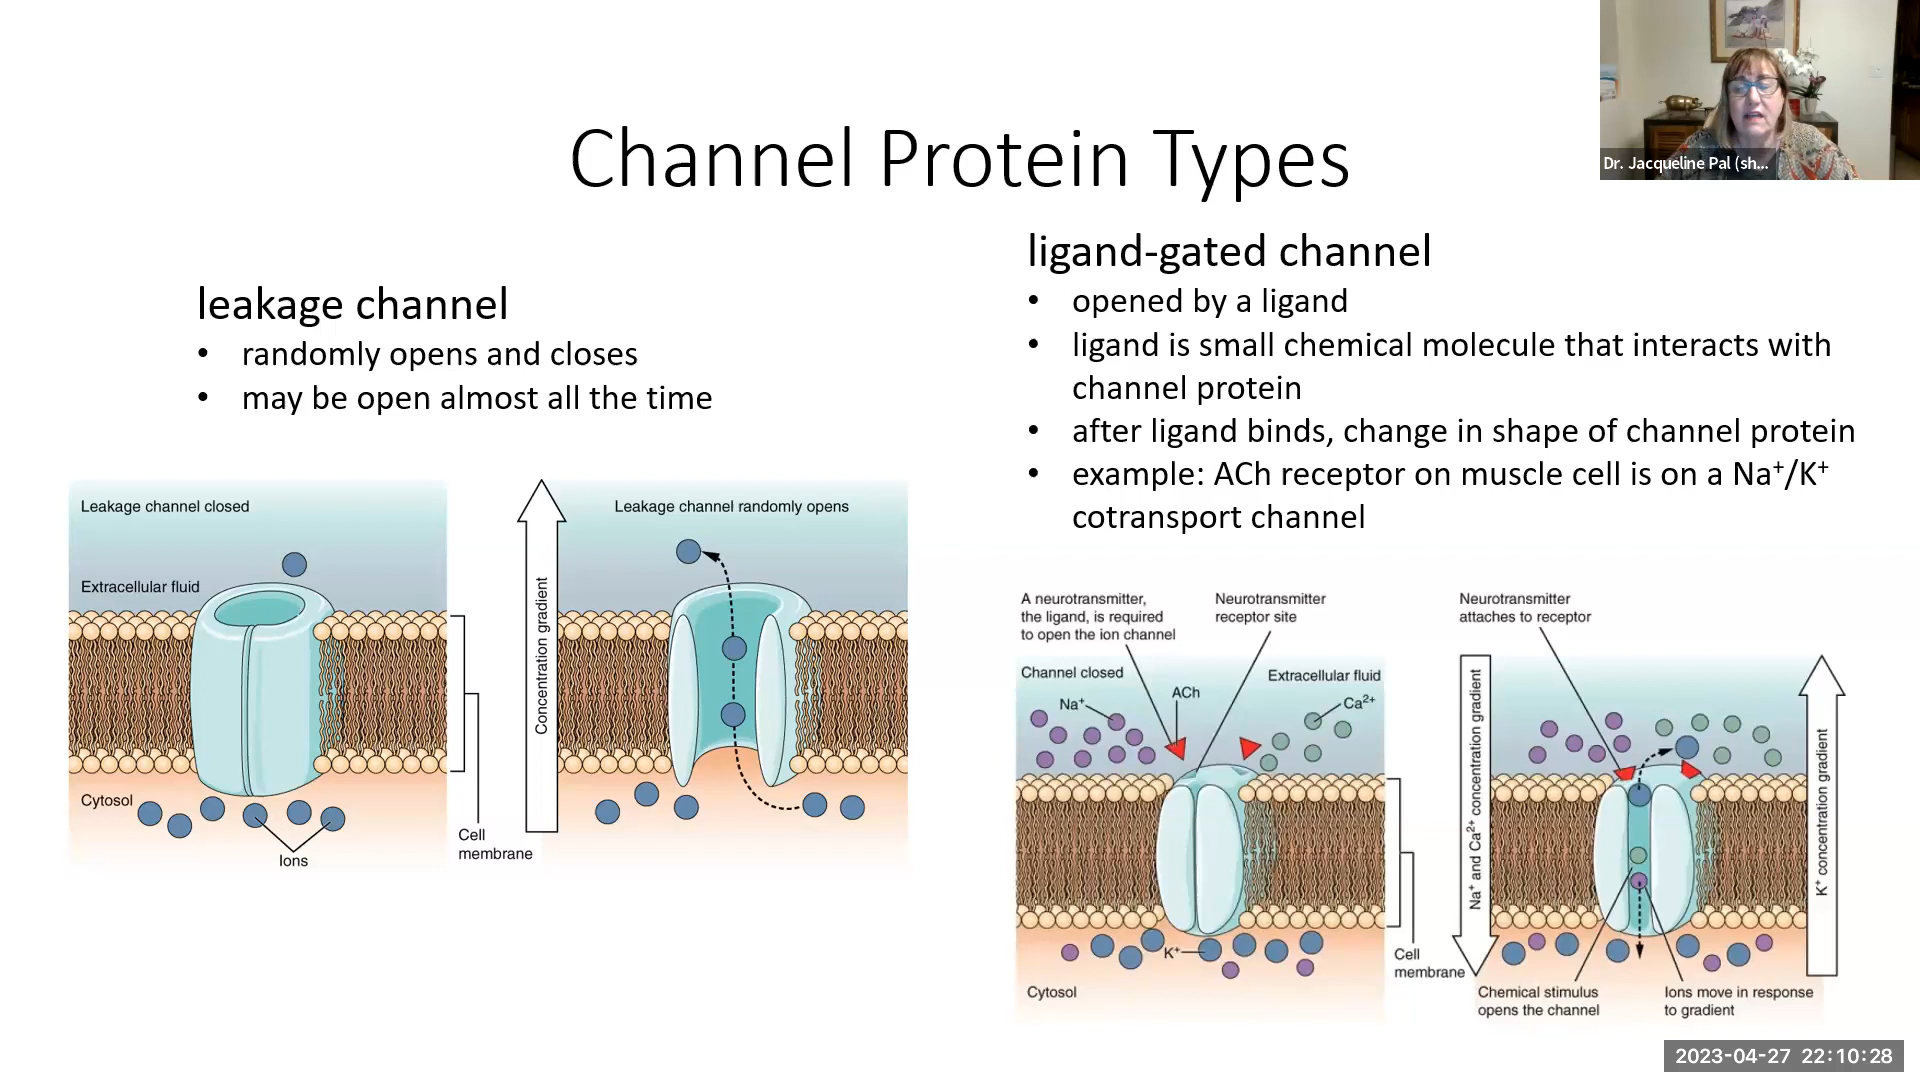 Channel Protein Types
Dr. Jacqueline Pal (sh...
leakage channel
• randomly opens and closes
• may be open almost all the time
ligand-gated channel
• opened by a ligand
• ligand is small chemical molecule that interacts with
channel protein
• after ligand binds, change in shape of channel protein
• example: ACh receptor on muscle cell is on a Na⁺/K⁺
cotransport channel
Leakage channel closed
Extracellular fluid
Cytosol
Ions
Cell
membrane
Concentration gradient
Leakage channel randomly opens
A neurotransmitter,
the ligand, is required
to open the ion channel
Neurotransmitter
receptor site
Channel closed
Extracellular fluid
Na⁺
ACh
Ca²⁺
K⁺
Cytosol
Cell
membrane
Neurotransmitter
attaches to receptor
Na⁺ and Ca²⁺ concentration gradient
K⁺ concentration gradient
Chemical stimulus
opens the channel
Ions move in response
to gradient
2023-04-27 22:10:28